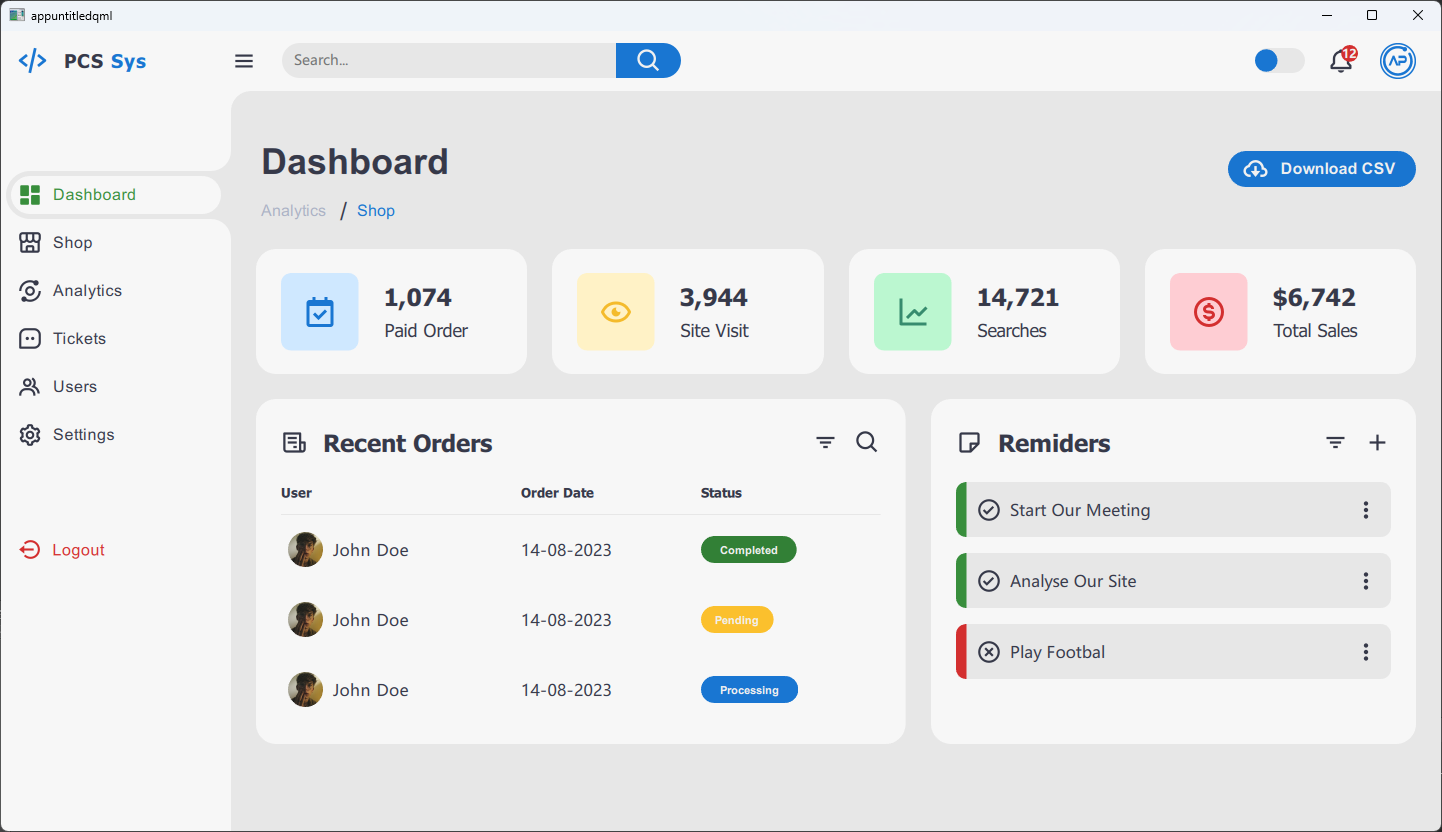 appuntitledqml
</> PCS Sys
Search...
12
AP
Dashboard
Shop
Analytics
Tickets
Users
Settings
Logout
Dashboard
Analytics / Shop
Download CSV
1,074
Paid Order
3,944
Site Visit
14,721
Searches
$6,742
Total Sales
Recent Orders
User Order Date Status
John Doe 14-08-2023 Completed
John Doe 14-08-2023 Pending
John Doe 14-08-2023 Processing
Remiders
Start Our Meeting
Analyse Our Site
Play Footbal